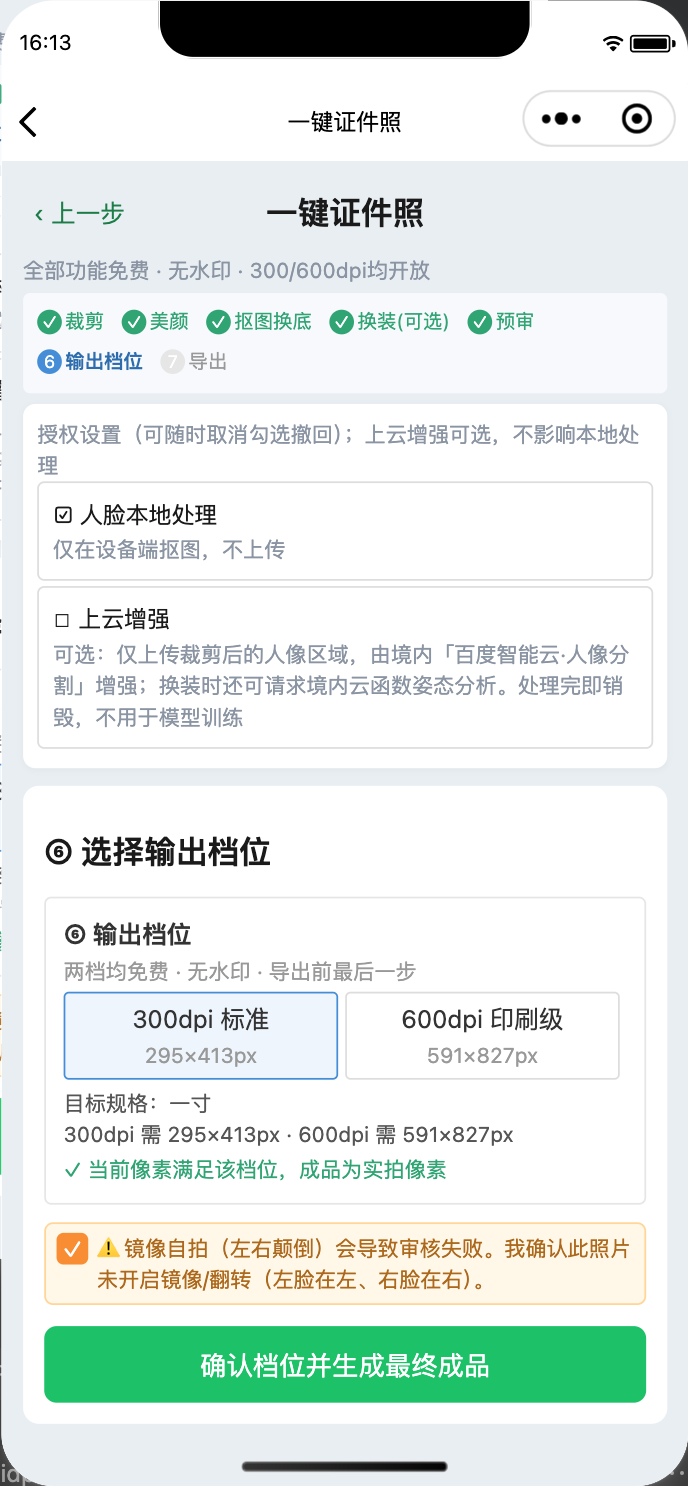 16:13
一键证件照
‹ 上一步
一键证件照
全部功能免费 · 无水印 · 300/600dpi均开放
裁剪 美颜 抠图换底 换装(可选) 预审
6 输出档位 7 导出
授权设置（可随时取消勾选撤回）；上云增强可选，不影响本地处
理
人脸本地处理
仅在设备端抠图，不上传
上云增强
可选：仅上传裁剪后的人像区域，由境内「百度智能云·人像分
割」增强；换装时还可请求境内云函数姿态分析。处理完即销
毁，不用于模型训练
⑥ 选择输出档位
⑥ 输出档位
两档均免费 · 无水印 · 导出前最后一步
300dpi 标准 600dpi 印刷级
295×413px 591×827px
目标规格：一寸
300dpi 需 295×413px · 600dpi 需 591×827px
✓ 当前像素满足该档位，成品为实拍像素
⚠️ 镜像自拍（左右颠倒）会导致审核失败。我确认此照片
未开启镜像/翻转（左脸在左、右脸在右）。
确认档位并生成最终成品